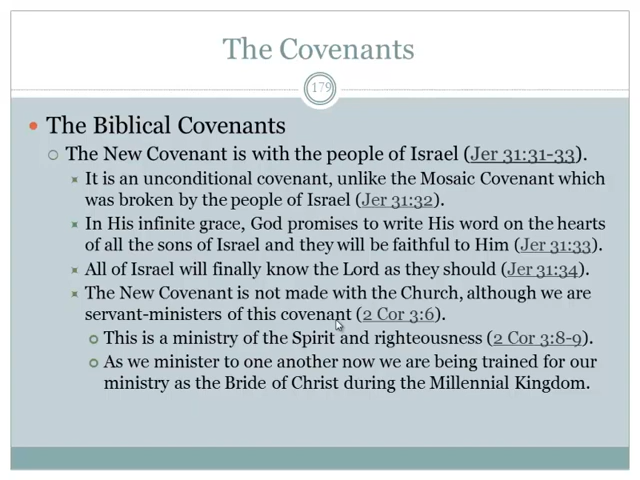 The Covenants
179
The Biblical Covenants
The New Covenant is with the people of Israel (Jer 31:31-33).
It is an unconditional covenant, unlike the Mosaic Covenant which
was broken by the people of Israel (Jer 31:32).
In His infinite grace, God promises to write His word on the hearts
of all the sons of Israel and they will be faithful to Him (Jer 31:33).
All of Israel will finally know the Lord as they should (Jer 31:34).
The New Covenant is not made with the Church, although we are
servant-ministers of this covenant (2 Cor 3:6).
This is a ministry of the Spirit and righteousness (2 Cor 3:8-9).
As we minister to one another now we are being trained for our
ministry as the Bride of Christ during the Millennial Kingdom.